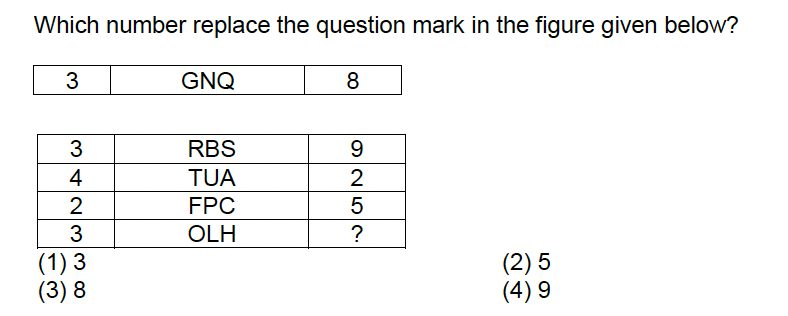 Which number replace the question mark in the figure given below?
3 GNQ 8
3 RBS 9
4 TUA 2
2 FPC 5
3 OLH ?
(1) 3 (2) 5
(3) 8 (4) 9